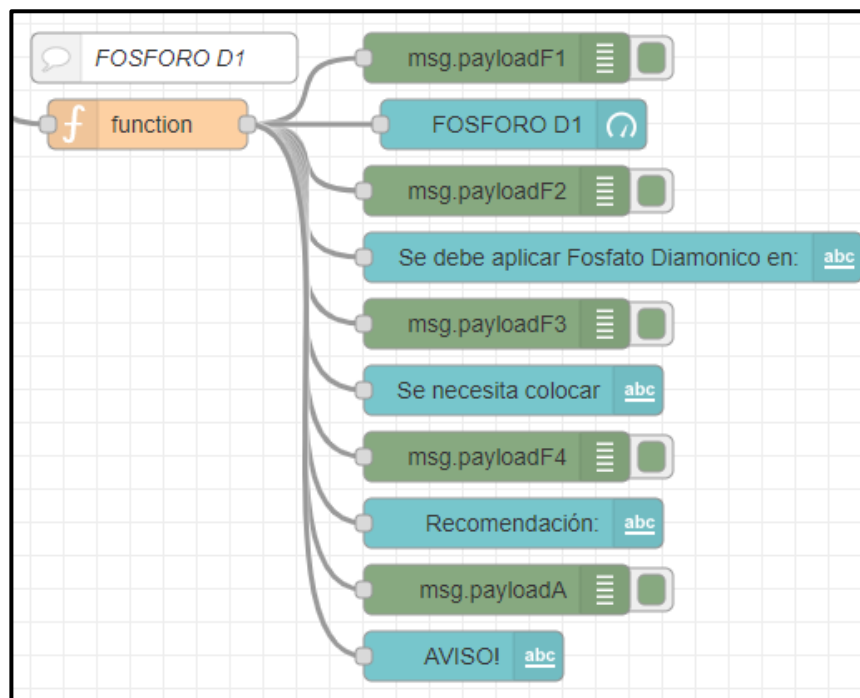 FOSFORO D1
function
msg.payloadF1
FOSFORO D1
msg.payloadF2
Se debe aplicar Fosfato Diamonico en: abc
msg.payloadF3
Se necesita colocar abc
msg.payloadF4
Recomendación: abc
msg.payloadA
AVISO! abc